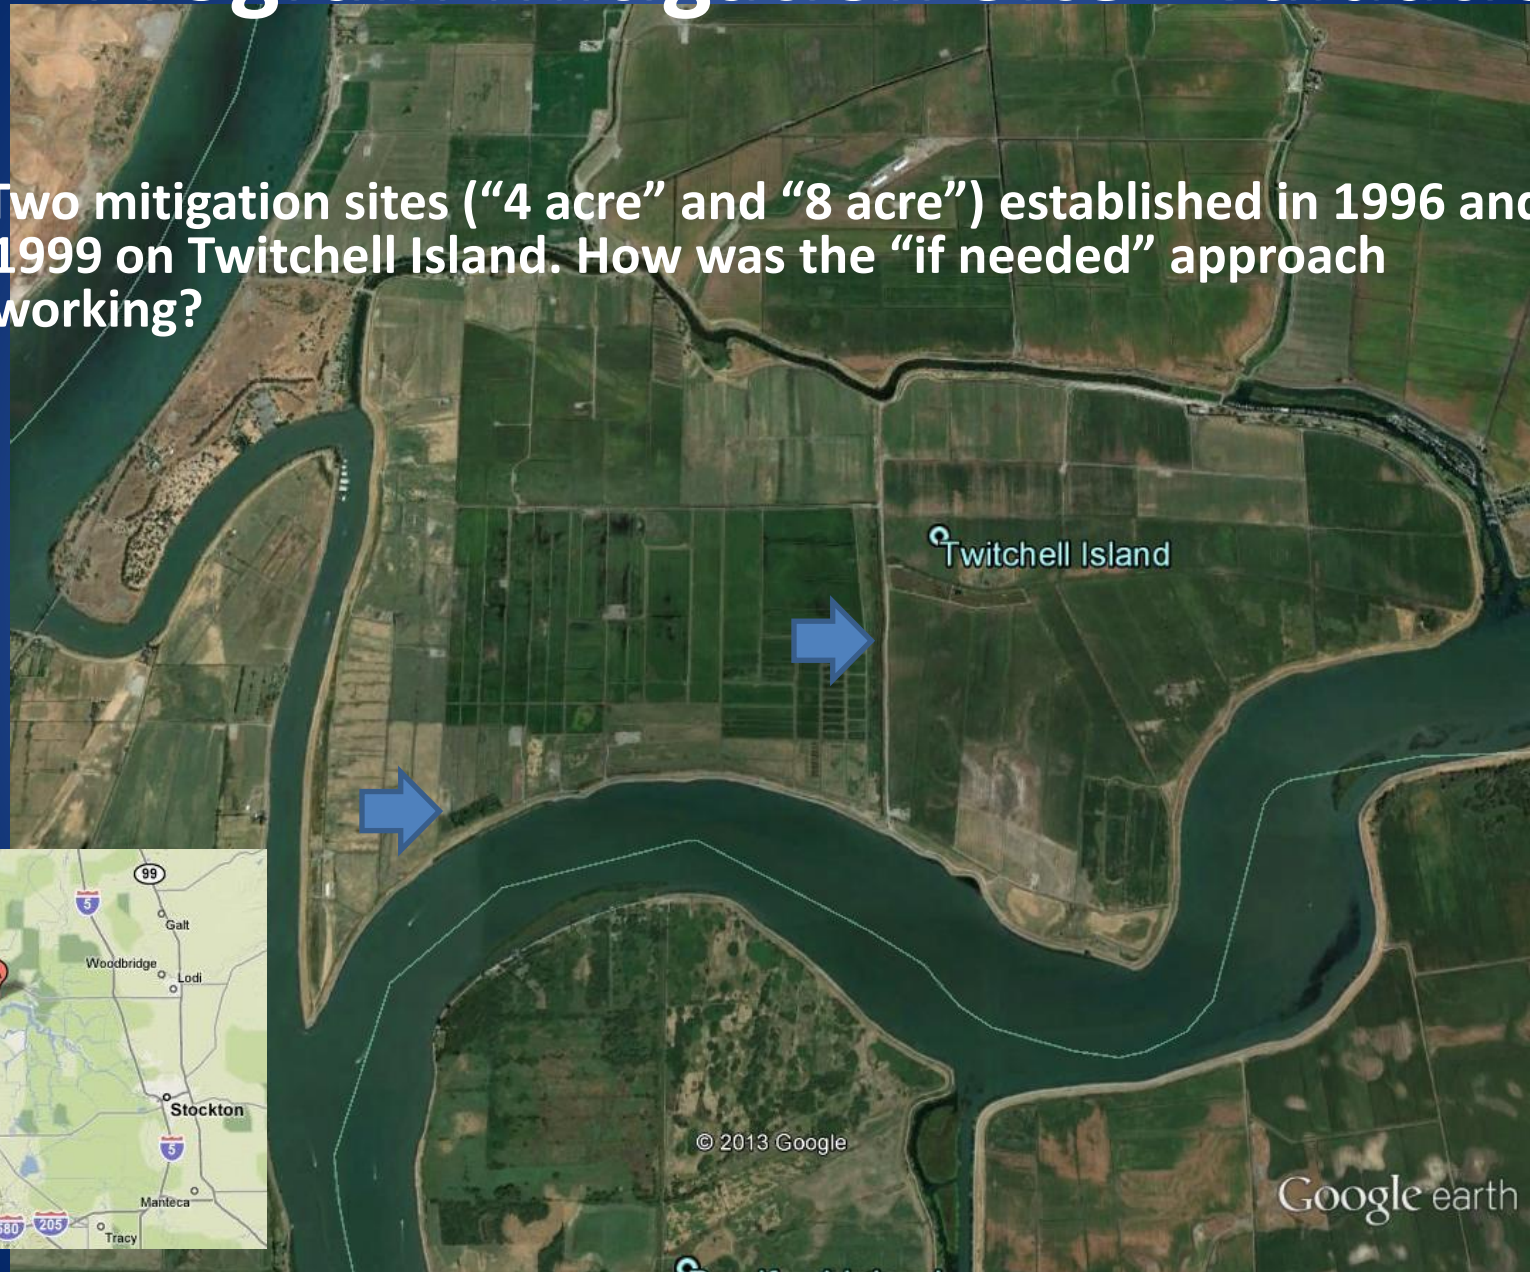 Two mitigation sites (“4 acre” and “8 acre”) established in 1996 and
1999 on Twitchell Island. How was the “if needed” approach
working?
Twitchell Island
99
5
Galt
Woodbridge
Lodi
Stockton
5
Manteca
580
205
Tracy
© 2013 Google
Google earth